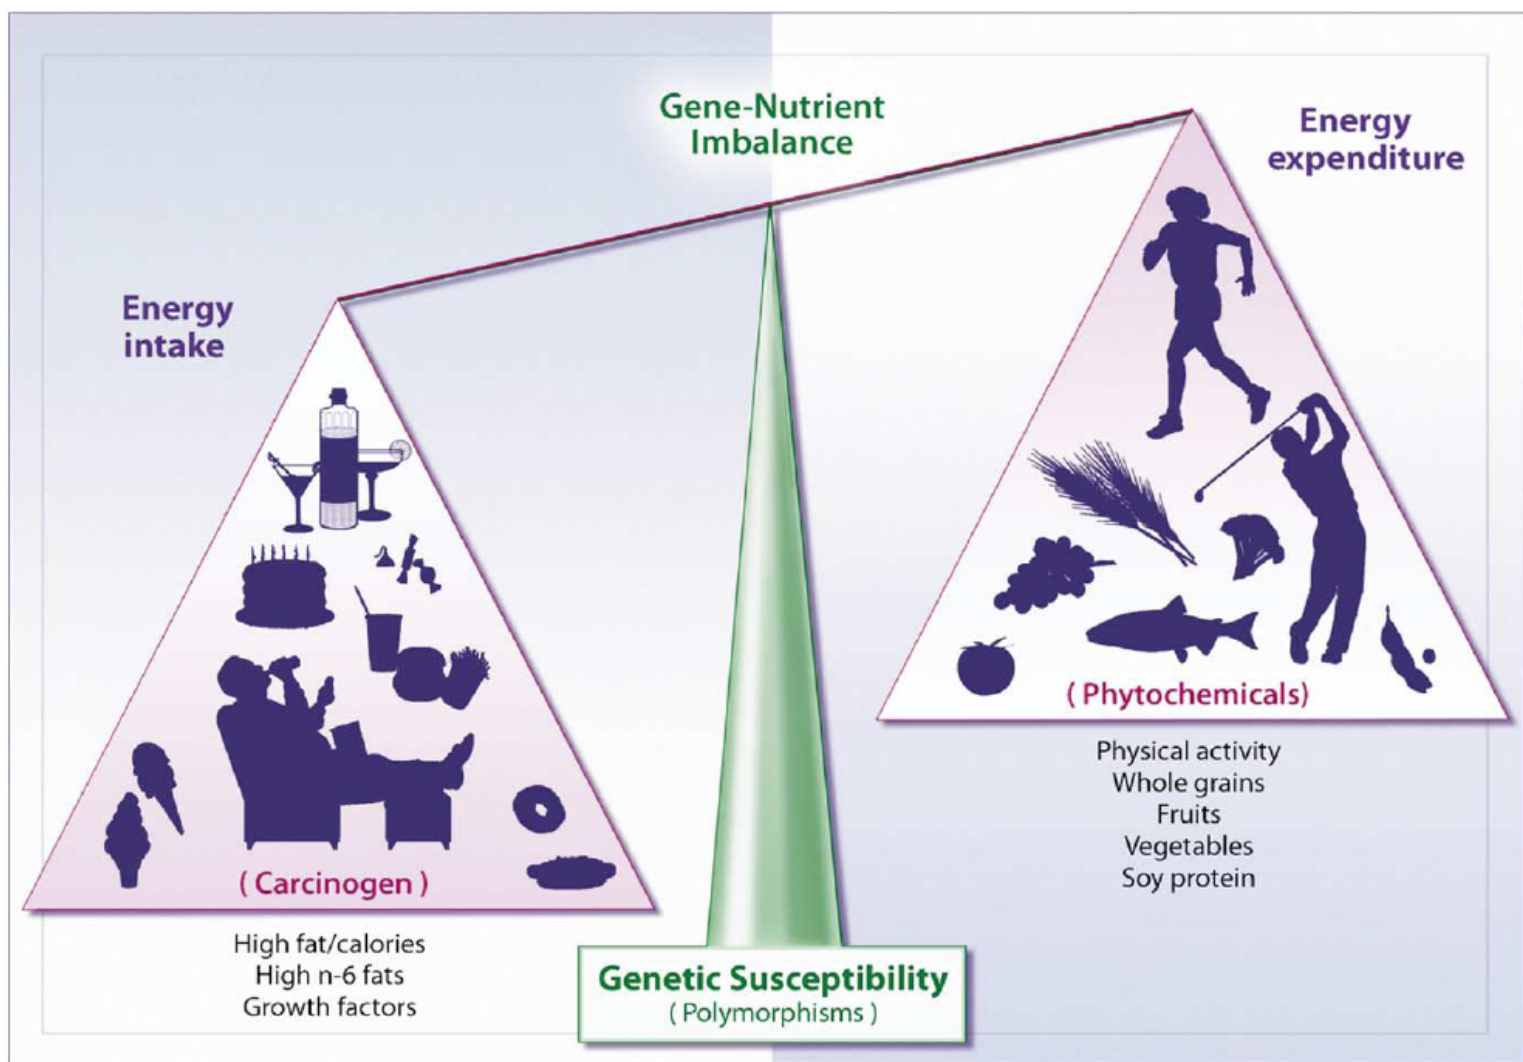 Gene-Nutrient
Imbalance
Energy
expenditure
Energy
intake
( Phytochemicals)
Physical activity
Whole grains
Fruits
Vegetables
Soy protein
( Carcinogen )
High fat/calories
High n-6 fats
Growth factors
Genetic Susceptibility
( Polymorphisms )